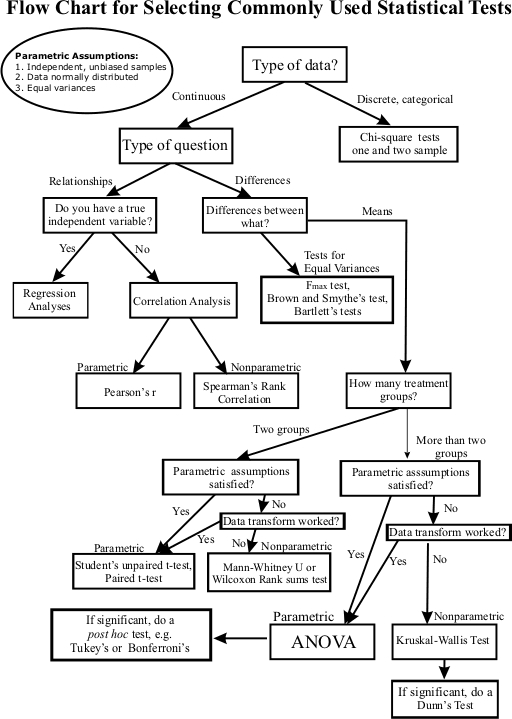 Flow Chart for Selecting Commonly Used Statistical Tests
Parametric Assumptions:
1. Independent, unbiased samples
2. Data normally distributed
3. Equal variances
Type of data?
Continuous
Discrete, categorical
Type of question
Chi-square tests
one and two sample
Relationships
Differences
Do you have a true
independent variable?
Differences between
what?
Means
Yes
No
Tests for
Equal Variances
Regression
Analyses
Correlation Analysis
Fmax test,
Brown and Smythe's test,
Bartlett's tests
Parametric
Nonparametric
Pearson's r
Spearman's Rank
Correlation
How many treatment
groups?
Two groups
More than two
groups
Parametric assumptions
satisfied?
Parametric asssumptions
satisfied?
Yes
No
No
Data transform worked?
Data transform worked?
Yes
No
Parametric
Nonparametric
Yes
Yes
No
Student's unpaired t-test,
Paired t-test
Mann-Whitney U or
Wilcoxon Rank sums test
If significant, do a
post hoc test, e.g.
Tukey's or Bonferroni's
Parametric
ANOVA
Nonparametric
Kruskal-Wallis Test
If significant, do a
Dunn's Test